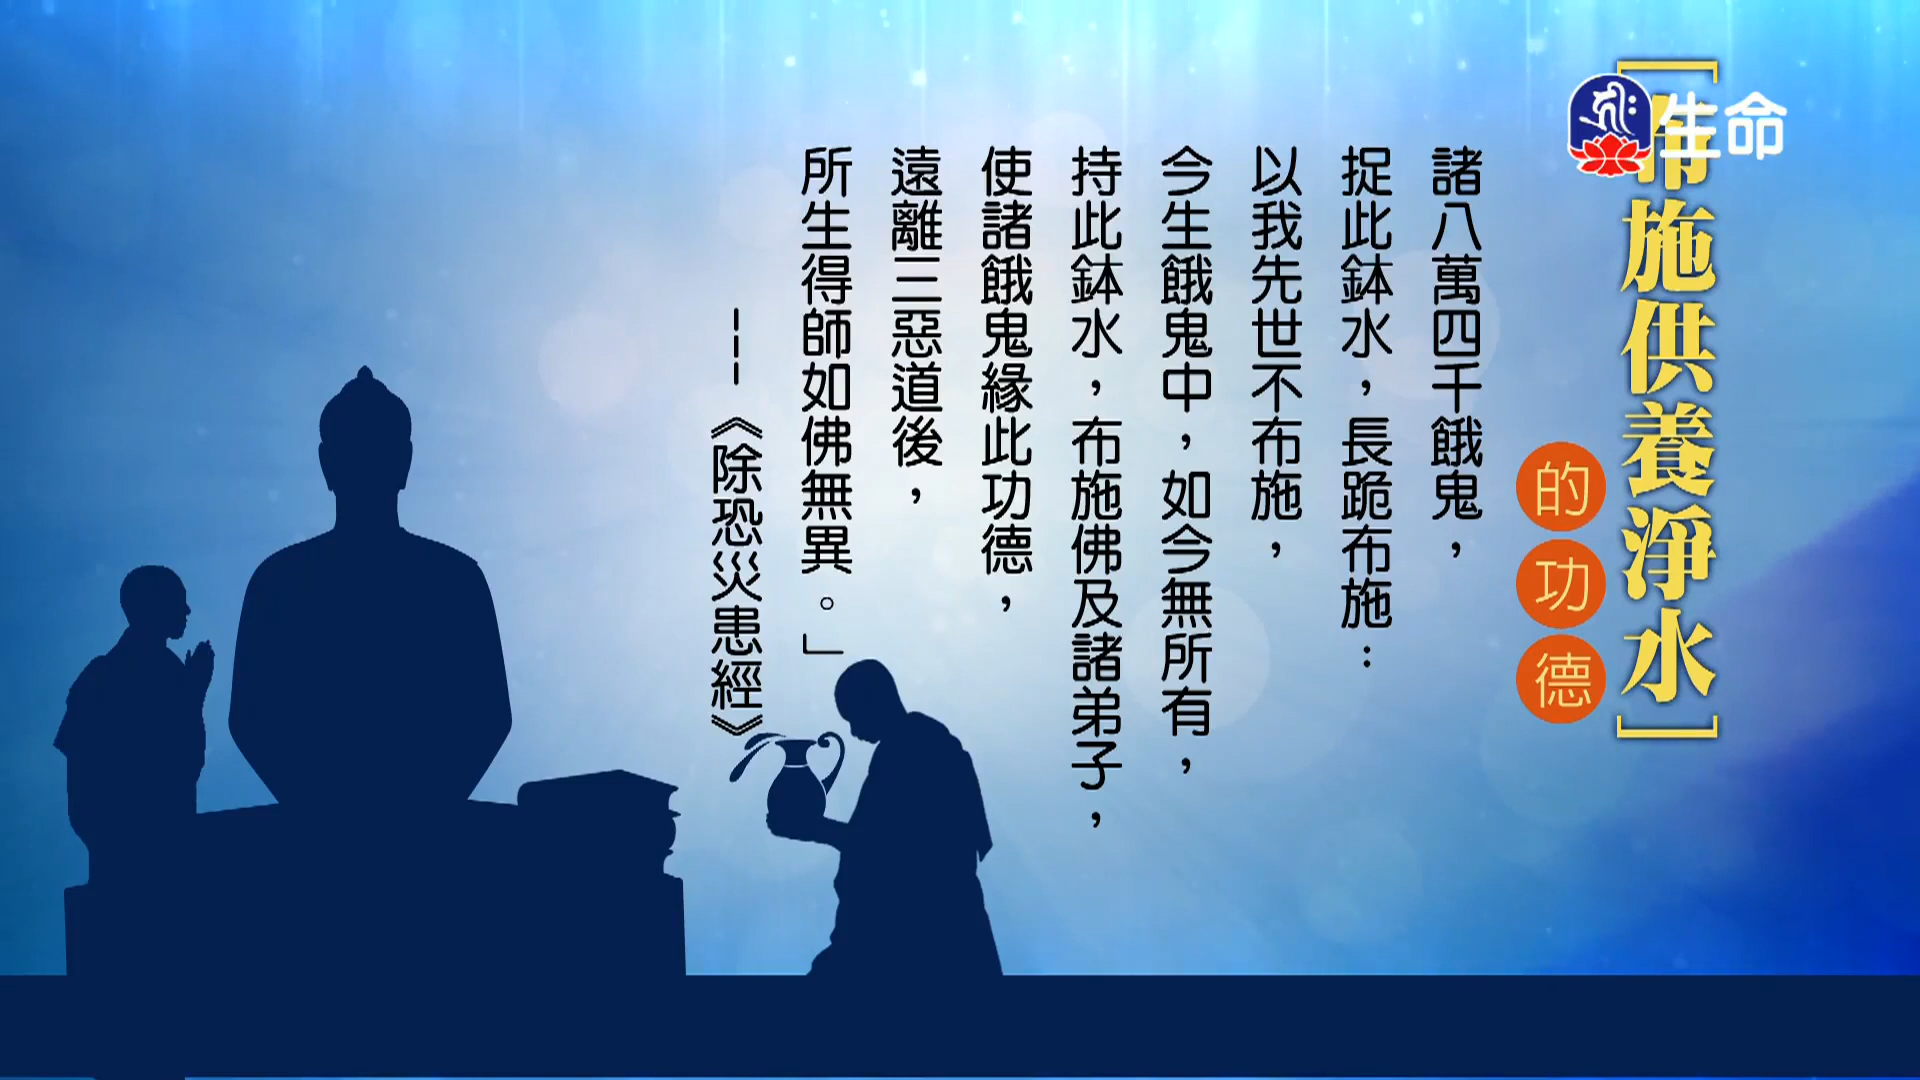 生命
［布施供養淨水］
的功德
諸八萬四千餓鬼，
捉此鉢水，長跪布施：
以我先世不布施，
今生餓鬼中，如今無所有，
持此鉢水，布施佛及諸弟子，
使諸餓鬼緣此功德，
遠離三惡道後，
所生得師如佛無異。」
---《除恐災患經》